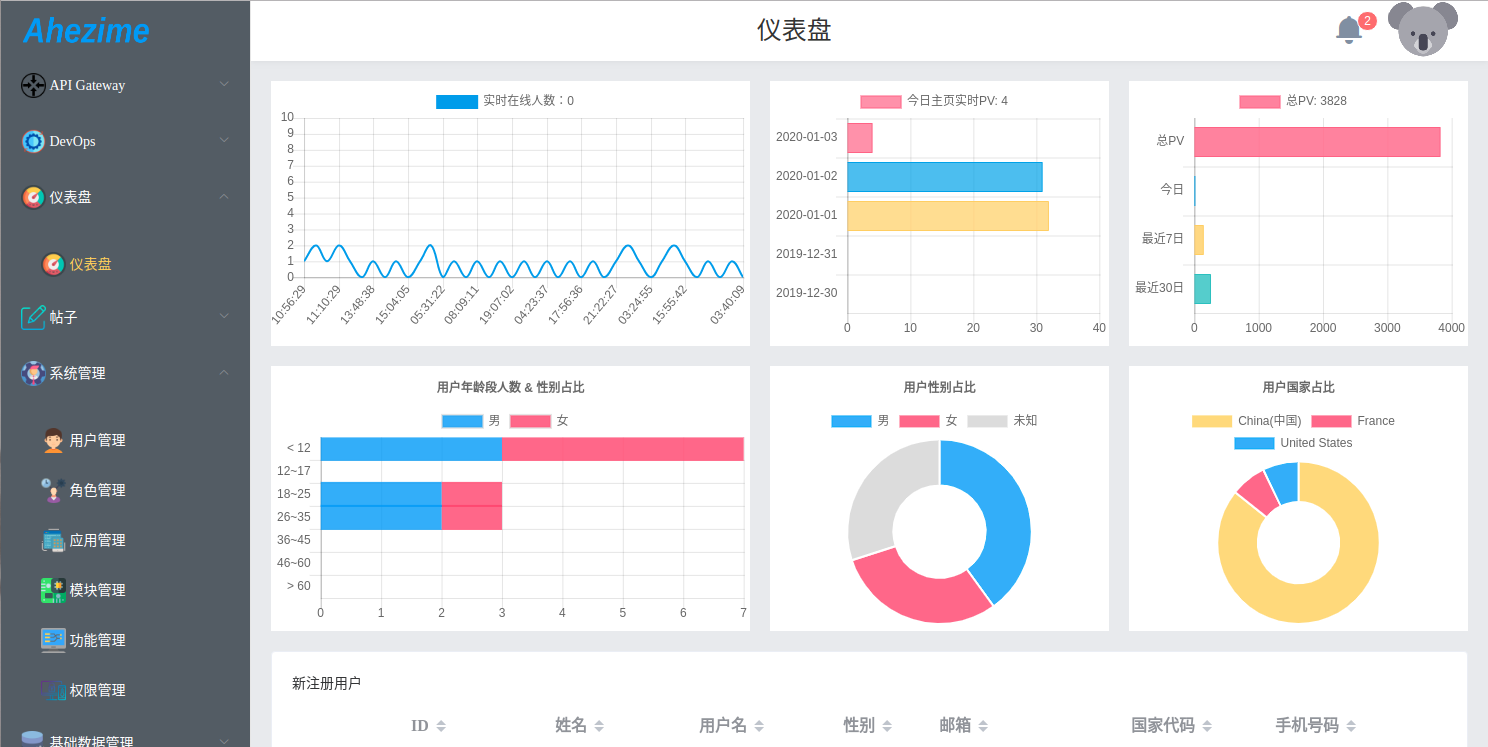 Ahezime
API Gateway
DevOps
仪表盘
仪表盘
帖子
系统管理
用户管理
角色管理
应用管理
模块管理
功能管理
权限管理
基础数据管理
仪表盘
2
实时在线人数：0
10
9
8
7
6
5
4
3
2
1
0
10:56:29 11:10:29 13:48:38 15:04:05 05:31:22 08:09:11 19:07:02 04:23:37 17:56:36 21:22:27 03:24:55 15:55:42 03:40:09
今日主页实时PV: 4
2020-01-03
2020-01-02
2020-01-01
2019-12-31
2019-12-30
0 10 20 30 40
总PV: 3828
总PV
今日
最近7日
最近30日
0 1000 2000 3000 4000
用户年龄段人数 & 性别占比
男 女
< 12
12~17
18~25
26~35
36~45
46~60
> 60
0 1 2 3 4 5 6 7
用户性别占比
男 女 未知
用户国家占比
China(中国) France
United States
新注册用户
ID 姓名 用户名 性别 邮箱 国家代码 手机号码